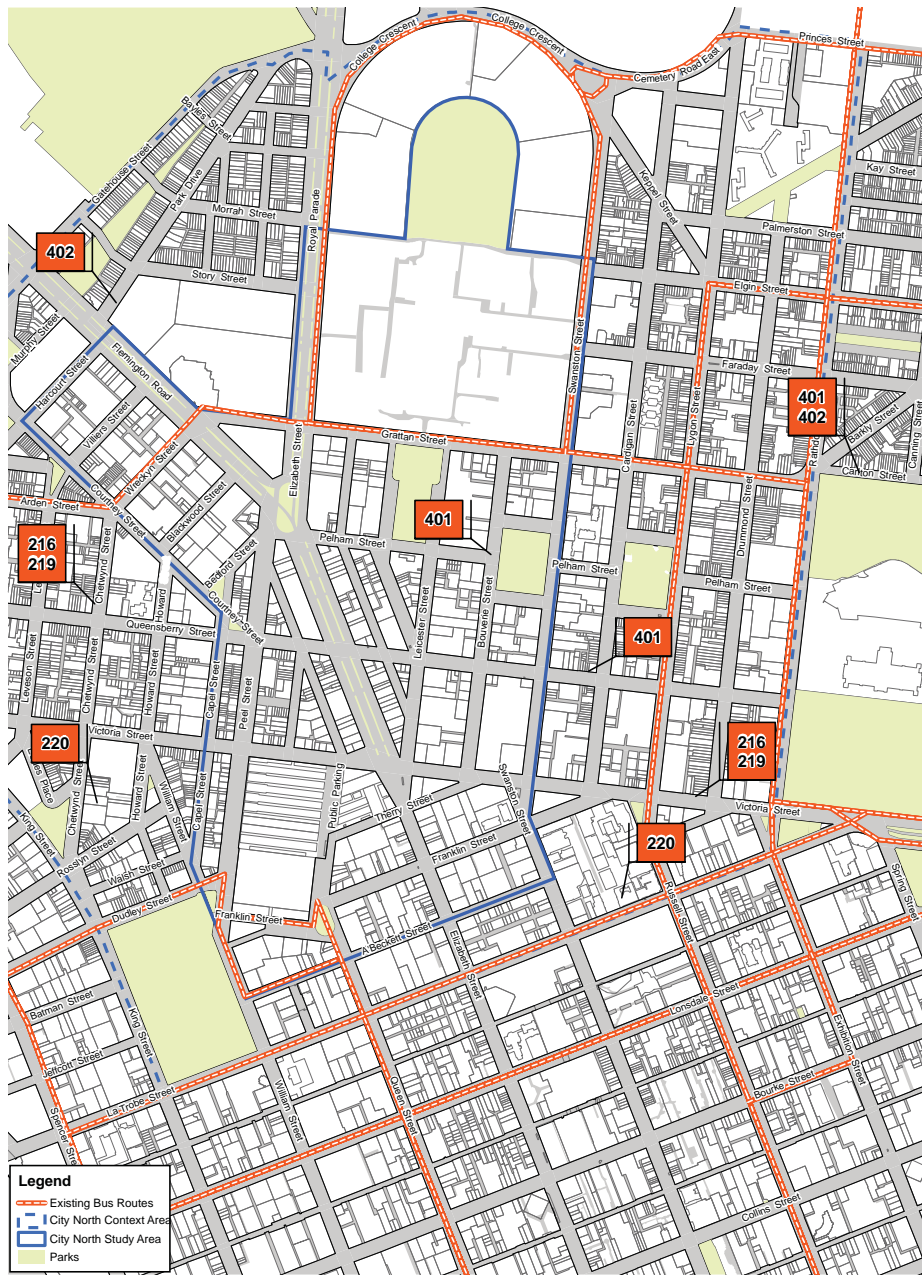 College Crescent
College Crescent
Princes Street
Cemetery Road East
Bayles Street
Gatehouse Street
Park Drive
Royal Parade
Keppel Street
Kay Street
Morrah Street
Palmerston Street
402
Story Street
Elgin Street
Murphy Street
Flemington Road
Swanston Street
Faraday Street
Harcourt Street
Villiers Street
401
402
Cardigan Street
Lygon Street
Barkly Street
Canning Street
Grattan Street
Elizabeth Street
Wreckyn Street
Canton Street
Courtney Street
Arden Street
Blackwood Street
Drummond Street
401
216
219
Pelham Street
Bedford Street
Pelham Street
Pelham Street
Chetwynd Street
Howard
Courtney Street
Leicester Street
Bouverie Street
Queensberry Street
401
Leveson Street
Chetwynd Street
Howard Street
Capel Street
Peel Street
Victoria Street
220
216
219
Public Parking
Swanston Street
Place
Chetwynd Street
Howard Street
William Street
Capel Street
Therry Street
Victoria Street
King Street
Rosslyn Street
Franklin Street
220
Walsh Street
Dudley Street
Russell Street
Spring Street
Franklin Street
A'Beckett Street
Elizabeth Street
Batman Street
King Street
Lonsdale Street
Jeffcott Street
Exhibition Street
La Trobe Street
William Street
Queen Street
Bourke Street
Spencer Stre
Collins Street
Legend
Existing Bus Routes
City North Context Area
City North Study Area
Parks